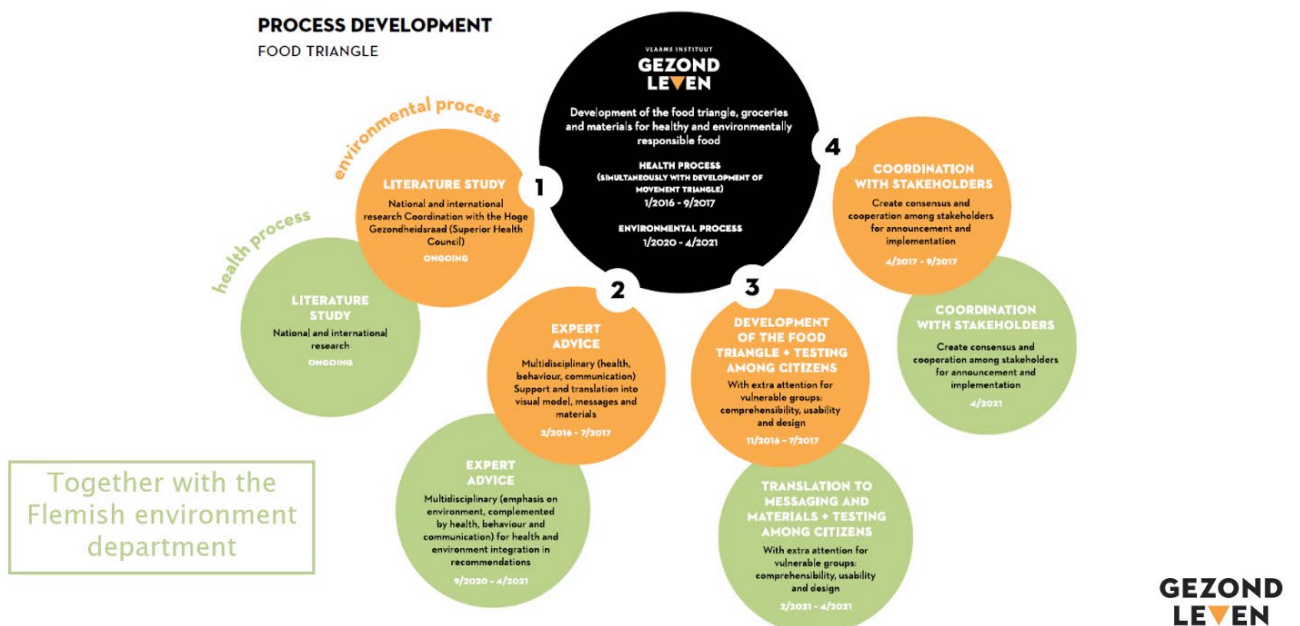 PROCESS DEVELOPMENT
FOOD TRIANGLE
VLAAMS INSTITUUT
GEZOND
LEVEN
Development of the food triangle, groceries
and materials for healthy and environmentally
responsible food
HEALTH PROCESS
(SIMULTANEOUSLY WITH DEVELOPMENT OF
MOVEMENT TRIANGLE)
1/2016 - 9/2017
ENVIRONMENTAL PROCESS
1/2020 - 4/2021
environmental process
health process
1
LITERATURE STUDY
National and international
research Coordination with the Hoge
Gezondheidsraad (Superior Health
Council)
ONGOING
LITERATURE
STUDY
National and international
research
ONGOING
2
EXPERT
ADVICE
Multidisciplinary (health,
behaviour, communication)
Support and translation into
visual model, messages and
materials
2/2016 - 7/2017
EXPERT
ADVICE
Multidisciplinary (emphasis on
environment, complemented
by health, behaviour and
communication) for health and
environment integration in
recommendations
9/2020 - 4/2021
3
DEVELOPMENT
OF THE FOOD
TRIANGLE + TESTING
AMONG CITIZENS
With extra attention for
vulnerable groups:
comprehensibility, usability
and design
11/2016 - 7/2017
TRANSLATION TO
MESSAGING AND
MATERIALS + TESTING
AMONG CITIZENS
With extra attention for
vulnerable groups:
comprehensibility, usability
and design
2/2021 - 4/2021
4
COORDINATION
WITH STAKEHOLDERS
Create consensus and
cooperation among stakeholders
for announcement and
implementation
4/2017 - 9/2017
COORDINATION
WITH STAKEHOLDERS
Create consensus and
cooperation among stakeholders
for announcement and
implementation
4/2021
Together with the
Flemish environment
department
GEZOND
LEVEN